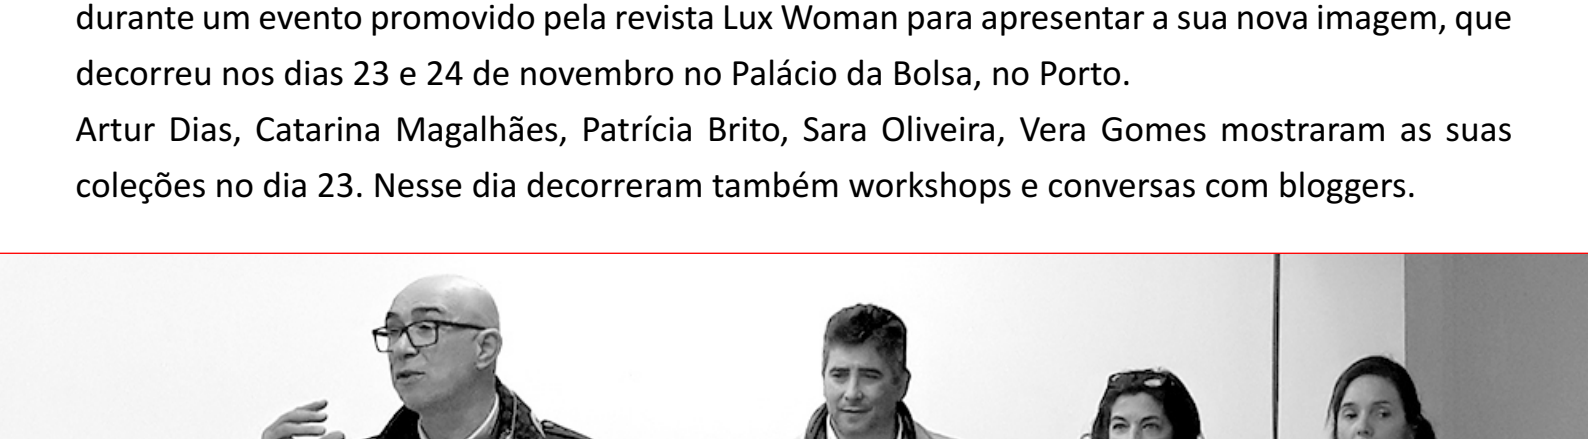 durante um evento promovido pela revista Lux Woman para apresentar a sua nova imagem, que
decorreu nos dias 23 e 24 de novembro no Palácio da Bolsa, no Porto.
Artur Dias, Catarina Magalhães, Patrícia Brito, Sara Oliveira, Vera Gomes mostraram as suas
coleções no dia 23. Nesse dia decorreram também workshops e conversas com bloggers.